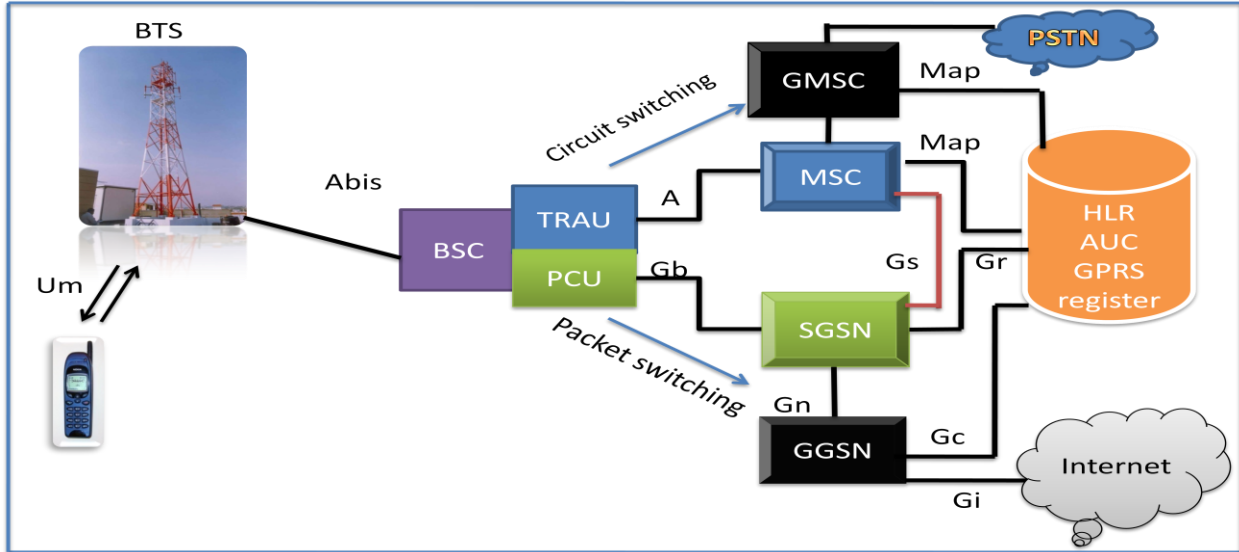 BTS
PSTN
GMSC
Map
Circuit switching
Map
MSC
Abis
A
TRAU
HLR
AUC
GPRS
register
BSC
Gb
Gs
Gr
PCU
Um
SGSN
Packet switching
Gn
GGSN
Gc
Internet
Gi